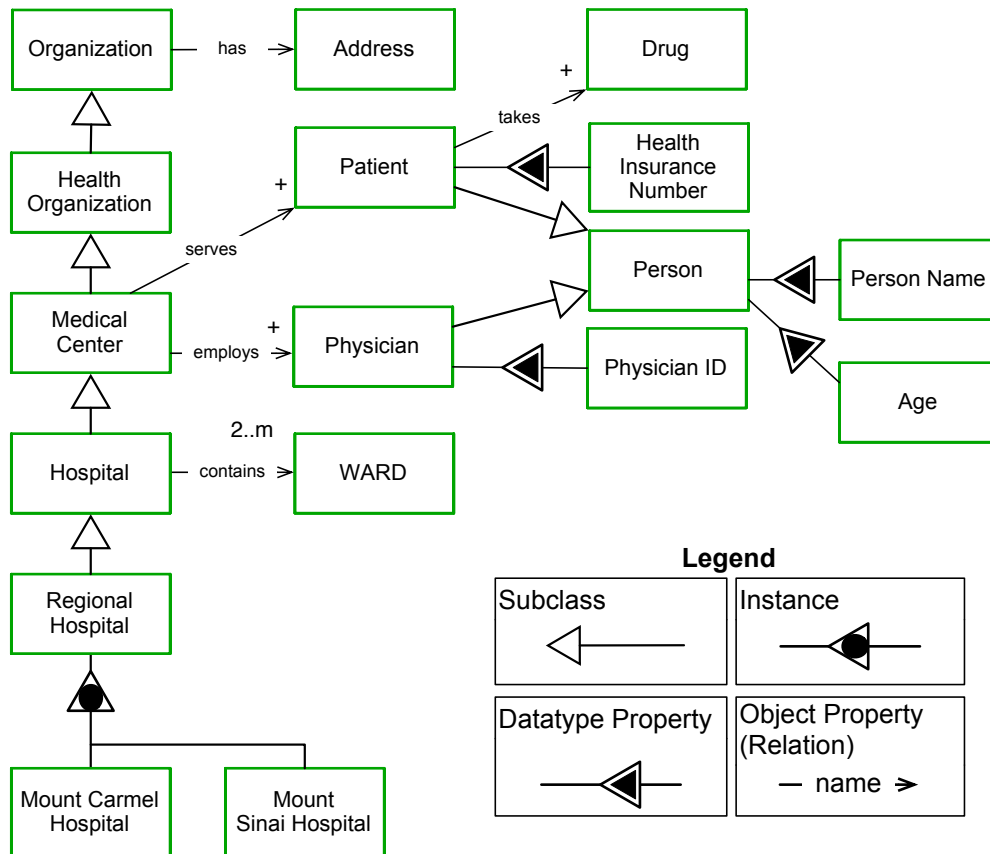 Organization
has
Address
Drug
+
takes
Health
Insurance
Number
Patient
+
Health
Organization
serves
Person
Person Name
Medical
Center
employs
+
Physician
Physician ID
Age
Hospital
2..m
contains
WARD
Regional
Hospital
Mount Carmel
Hospital
Mount
Sinai Hospital
Legend
Subclass
Instance
Datatype Property
Object Property
(Relation)
name